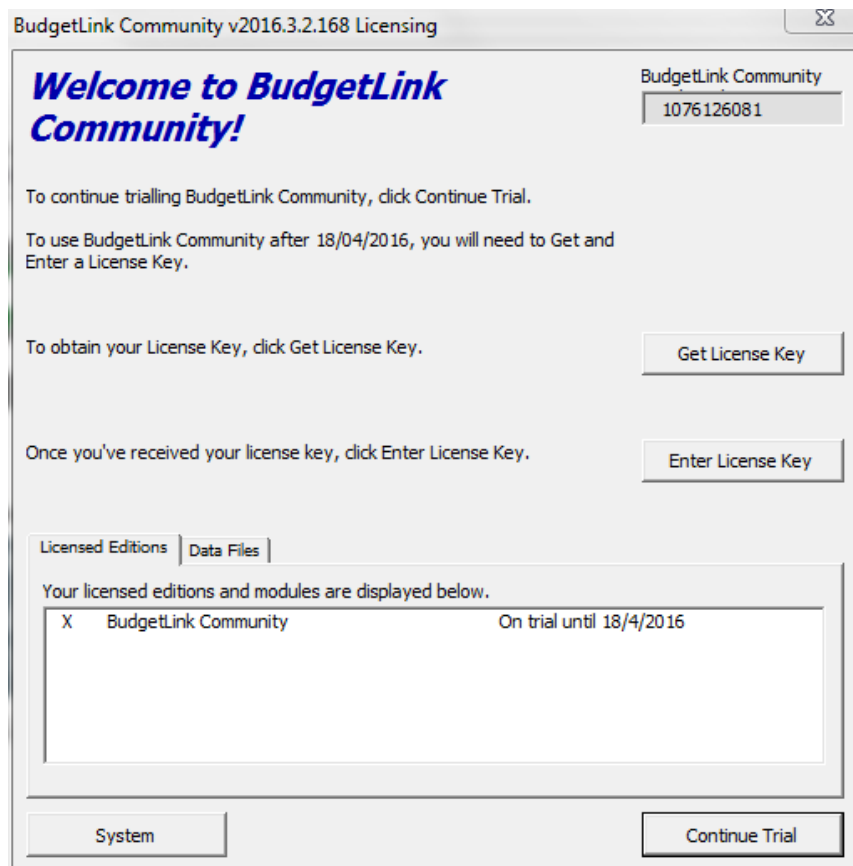 BudgetLink Community v2016.3.2.168 Licensing
Welcome to BudgetLink
Community!
BudgetLink Community
1076126081
To continue trialling BudgetLink Community, click Continue Trial.
To use BudgetLink Community after 18/04/2016, you will need to Get and
Enter a License Key.
To obtain your License Key, click Get License Key.
Get License Key
Once you've received your license key, click Enter License Key.
Enter License Key
Licensed Editions Data Files
Your licensed editions and modules are displayed below.
X BudgetLink Community On trial until 18/4/2016
System Continue Trial